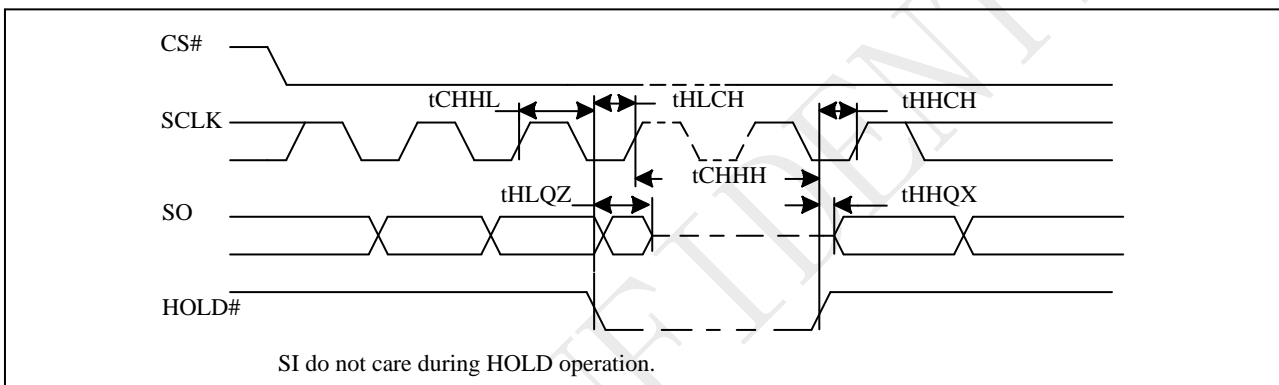 CS#
tCHHL
tHLCH
tHHCH
SCLK
tCHHH
tHLQZ
tHHQX
SO
HOLD#
SI do not care during HOLD operation.